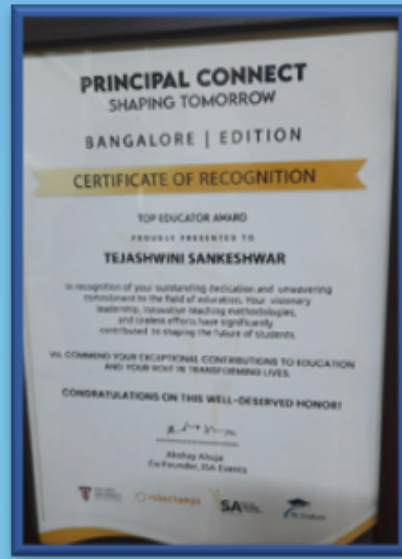 PRINCIPAL CONNECT
SHAPING TOMORROW
BANGALORE | EDITION
CERTIFICATE OF RECOGNITION
TOP EDUCATOR AWARD
PROUDLY PRESENTED TO
TEJASHWINI SANKESHWAR
In recognition of your outstanding dedication and unwavering
commitment to the field of education. Your visionary
leadership, innovative teaching methodologies,
and tireless efforts have significantly
contributed to shaping the future of students.
WE COMMEND YOUR EXCEPTIONAL CONTRIBUTIONS TO EDUCATION
AND YOUR ROLE IN TRANSFORMING LIVES.
CONGRATULATIONS ON THIS WELL-DESERVED HONOR!
Akshay Ahuja
Co-Founder, ISA Events
robochamps
SA